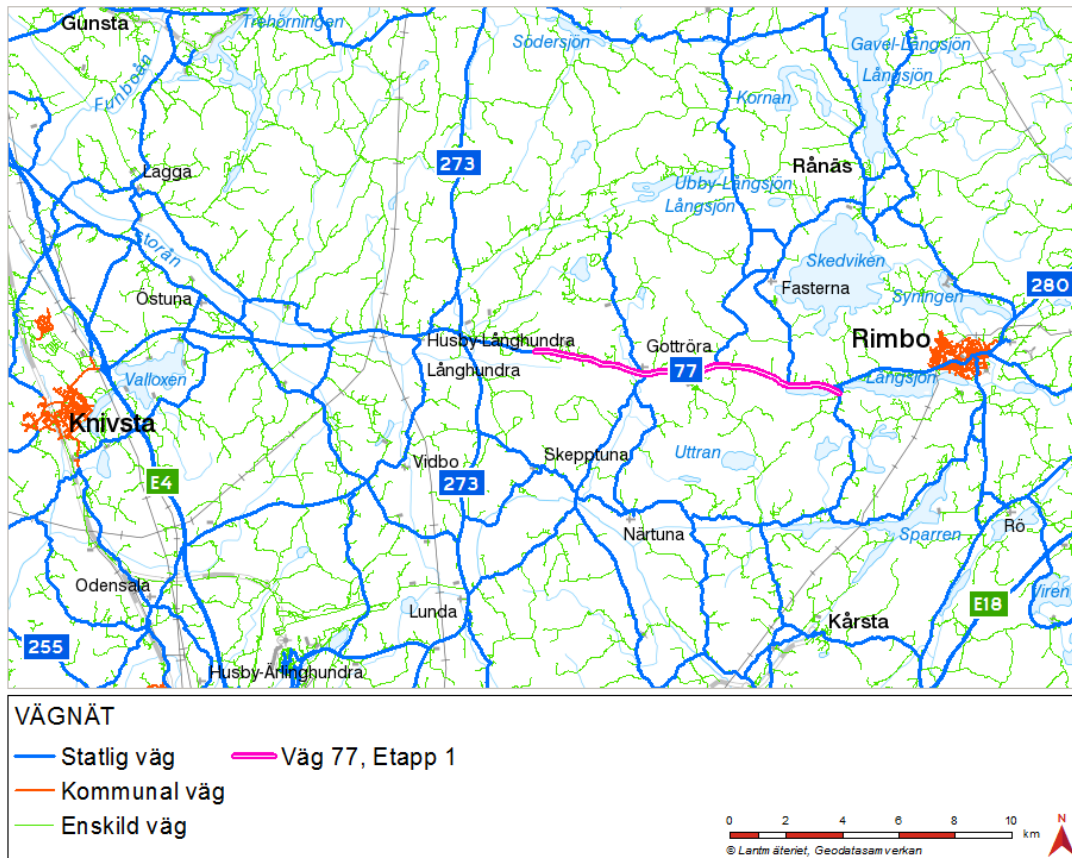 Gunsta
Trehörningen
Södersjön
Gavel-Långsjön
Långsjön
Funboån
Kornan
273
Rånäs
Lagga
Ubby-Långsjön
Långsjön
Storån
Skedviken
Fasterna
Östuna
Syningen
280
Husby-Långhundra
Gottröra
Rimbo
Långhundra
77
Långsjön
Valloxen
Knivsta
Vidbo
Skepptuna
Uttran
E4
273
Närtuna
Sparren
Rö
Odensala
Lunda
Viren
E18
Kårsta
255
Husby-Ärlinghundra
VÄGNÄT
Statlig väg
Väg 77, Etapp 1
Kommunal väg
Enskild väg
0 2 4 6 8 10
km
N
© Lantmäteriet, Geodatasamverkan